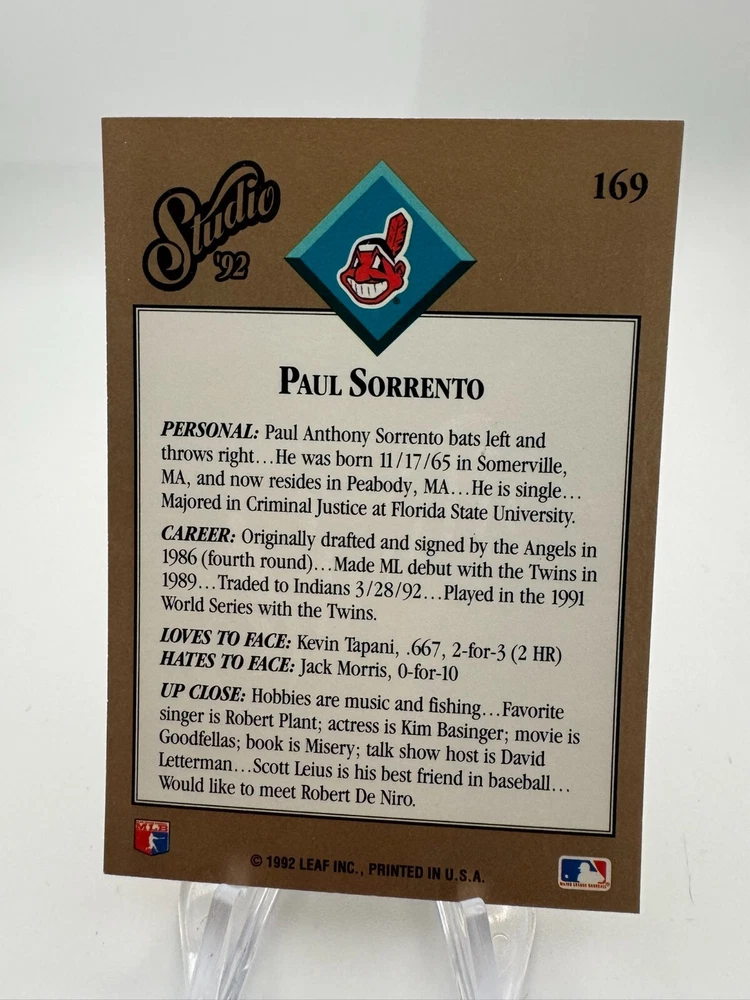 Studio
'92
169
PAUL SORRENTO
PERSONAL: Paul Anthony Sorrento bats left and
throws right...He was born 11/17/65 in Somerville,
MA, and now resides in Peabody, MA...He is single...
Majored in Criminal Justice at Florida State University.
CAREER: Originally drafted and signed by the Angels in
1986 (fourth round)...Made ML debut with the Twins in
1989...Traded to Indians 3/28/92...Played in the 1991
World Series with the Twins.
LOVES TO FACE: Kevin Tapani, .667, 2-for-3 (2 HR)
HATES TO FACE: Jack Morris, 0-for-10
UP CLOSE: Hobbies are music and fishing...Favorite
singer is Robert Plant; actress is Kim Basinger; movie is
Goodfellas; book is Misery; talk show host is David
Letterman...Scott Leius is his best friend in baseball...
Would like to meet Robert De Niro.
MLB
© 1992 LEAF INC., PRINTED IN U.S.A.
MAJOR LEAGUE BASEBALL®